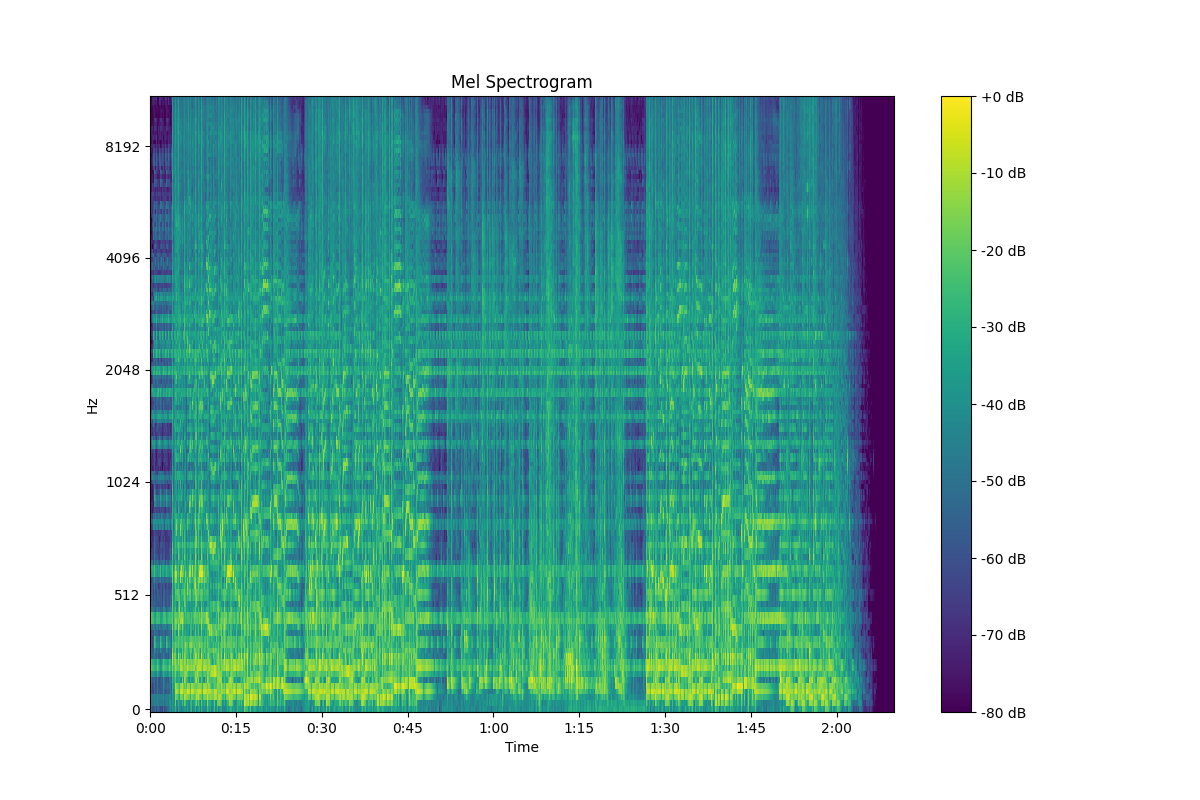 Mel Spectrogram
+0 dB
8192
-10 dB
-20 dB
4096
-30 dB
2048
-40 dB
Hz
1024
-50 dB
-60 dB
512
-70 dB
0
-80 dB
0:00 0:15 0:30 0:45 1:00 1:15 1:30 1:45 2:00
Time